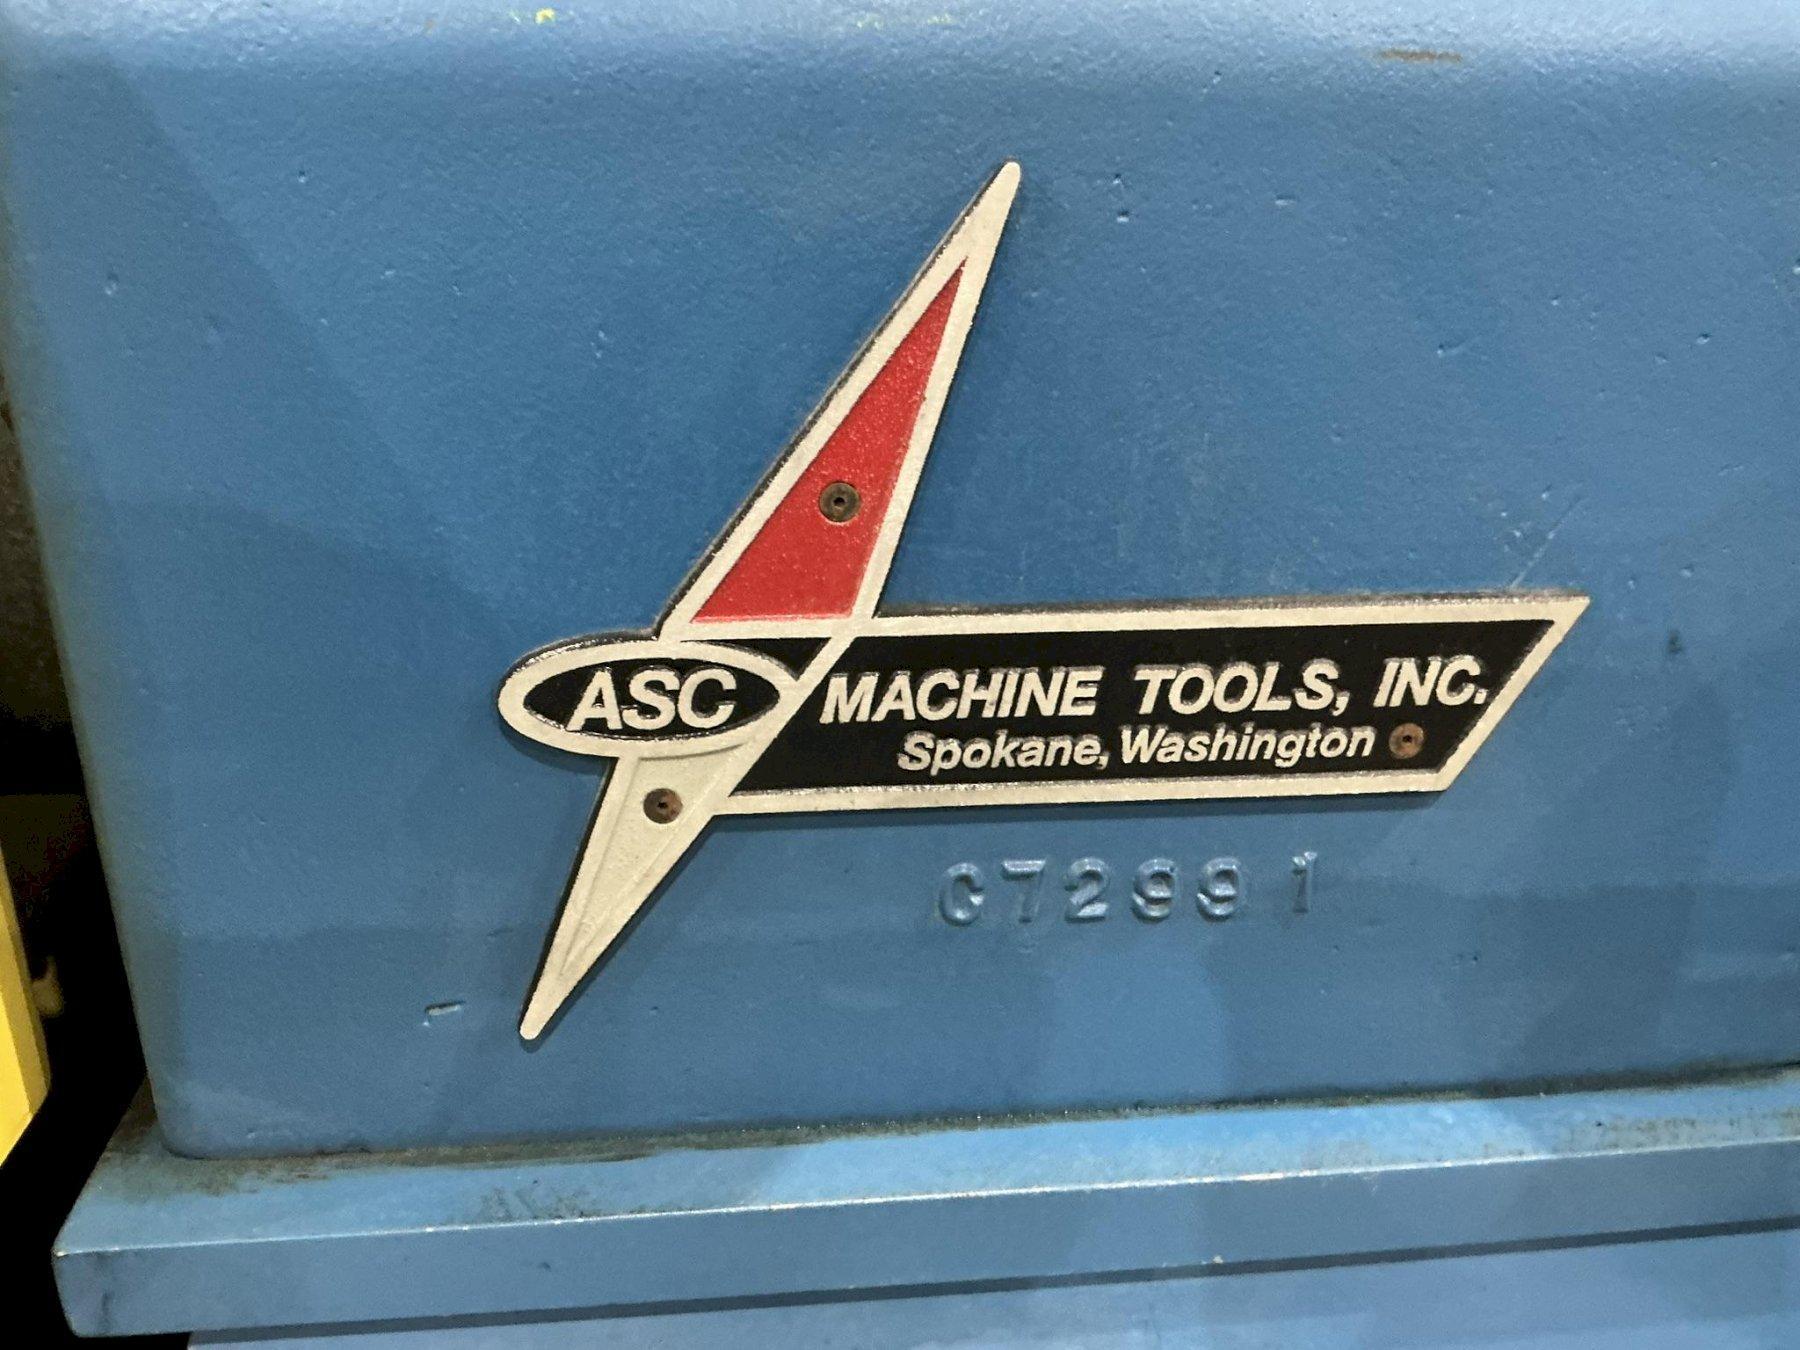 ASC MACHINE TOOLS, INC.
Spokane, Washington
C7299 1